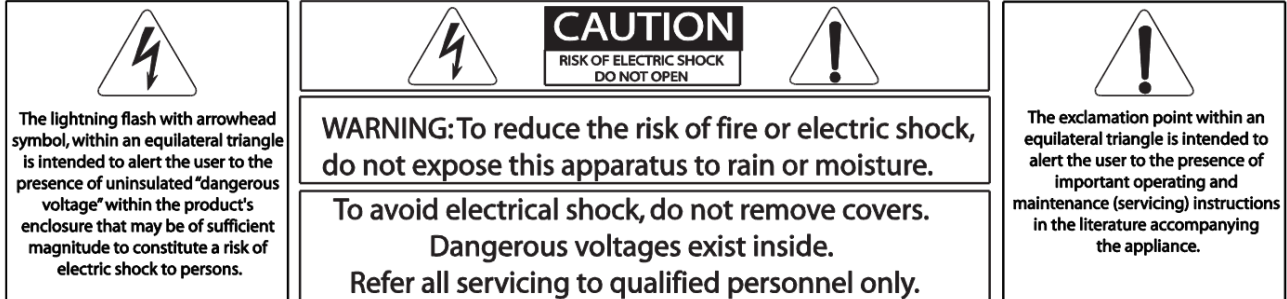 The lightning flash with arrowhead
symbol, within an equilateral triangle
is intended to alert the user to the
presence of uninsulated “dangerous
voltage” within the product's
enclosure that may be of sufficient
magnitude to constitute a risk of
electric shock to persons.
CAUTION
RISK OF ELECTRIC SHOCK
DO NOT OPEN
WARNING: To reduce the risk of fire or electric shock,
do not expose this apparatus to rain or moisture.
To avoid electrical shock, do not remove covers.
Dangerous voltages exist inside.
Refer all servicing to qualified personnel only.
The exclamation point within an
equilateral triangle is intended to
alert the user to the presence of
important operating and
maintenance (servicing) instructions
in the literature accompanying
the appliance.